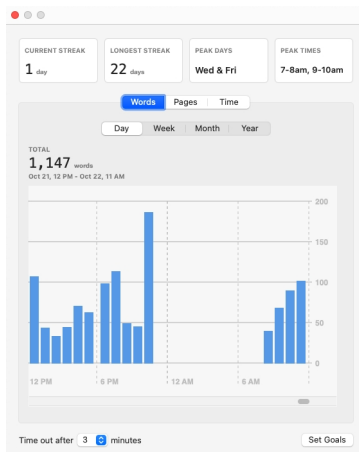 CURRENT STREAK
1 day
LONGEST STREAK
22 days
PEAK DAYS
Wed & Fri
PEAK TIMES
7-8am, 9-10am
Words Pages Time
Day Week Month Year
TOTAL
1,147 words
Oct 21, 12 PM - Oct 22, 11 AM
200
150
100
50
0
12 PM 6 PM 12 AM 6 AM
Time out after 3 minutes Set Goals